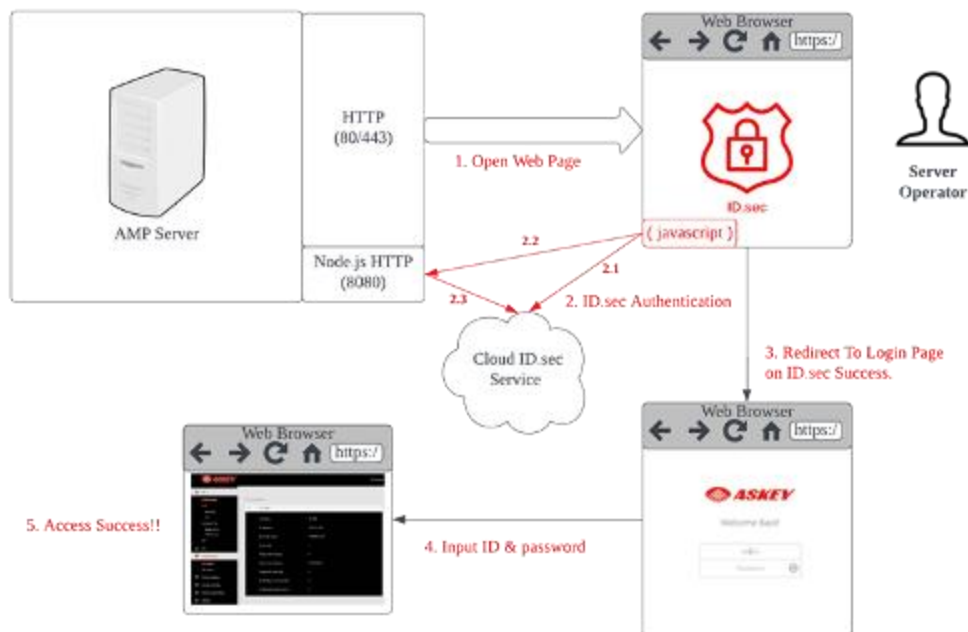 Web Browser
https:/
HTTP
(80/443)
1. Open Web Page
ID.sec
Server
Operator
AMP Server
{ javascript }
Node.js HTTP
(8080)
2.2
2.1
2.3
2. ID.sec Authentication
Cloud ID.sec
Service
3. Redirect To Login Page
on ID.sec Success.
Web Browser
https:/
ASKEY
Welcome Back!
Web Browser
https:/
ASKEY
5. Access Success!!
4. Input ID & password